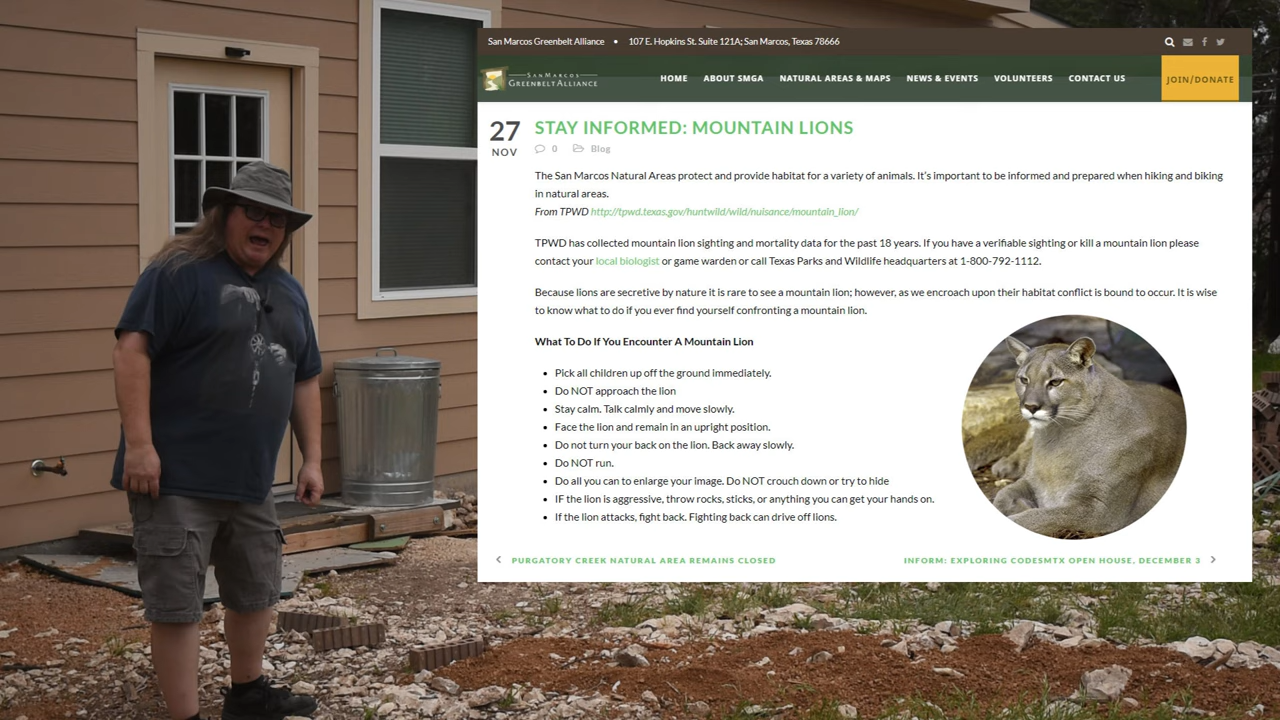 San Marcos Greenbelt Alliance • 107 E. Hopkins St. Suite 121A; San Marcos, Texas 78666
SAN MARCOS
GREENBELT ALLIANCE
HOME ABOUT SMGA NATURAL AREAS & MAPS NEWS & EVENTS VOLUNTEERS CONTACT US JOIN/DONATE
27
NOV
STAY INFORMED: MOUNTAIN LIONS
0 Blog
The San Marcos Natural Areas protect and provide habitat for a variety of animals. It's important to be informed and prepared when hiking and biking
in natural areas.
From TPWD http://tpwd.texas.gov/huntwild/wild/nuisance/mountain_lion/
TPWD has collected mountain lion sighting and mortality data for the past 18 years. If you have a verifiable sighting or kill a mountain lion please
contact your local biologist or game warden or call Texas Parks and Wildlife headquarters at 1-800-792-1112.
Because lions are secretive by nature it is rare to see a mountain lion; however, as we encroach upon their habitat conflict is bound to occur. It is wise
to know what to do if you ever find yourself confronting a mountain lion.
What To Do If You Encounter A Mountain Lion
• Pick all children up off the ground immediately.
• Do NOT approach the lion
• Stay calm. Talk calmly and move slowly.
• Face the lion and remain in an upright position.
• Do not turn your back on the lion. Back away slowly.
• Do NOT run.
• Do all you can to enlarge your image. Do NOT crouch down or try to hide
• IF the lion is aggressive, throw rocks, sticks, or anything you can get your hands on.
• If the lion attacks, fight back. Fighting back can drive off lions.
PURGATORY CREEK NATURAL AREA REMAINS CLOSED
INFORM: EXPLORING CODESMTX OPEN HOUSE, DECEMBER 3